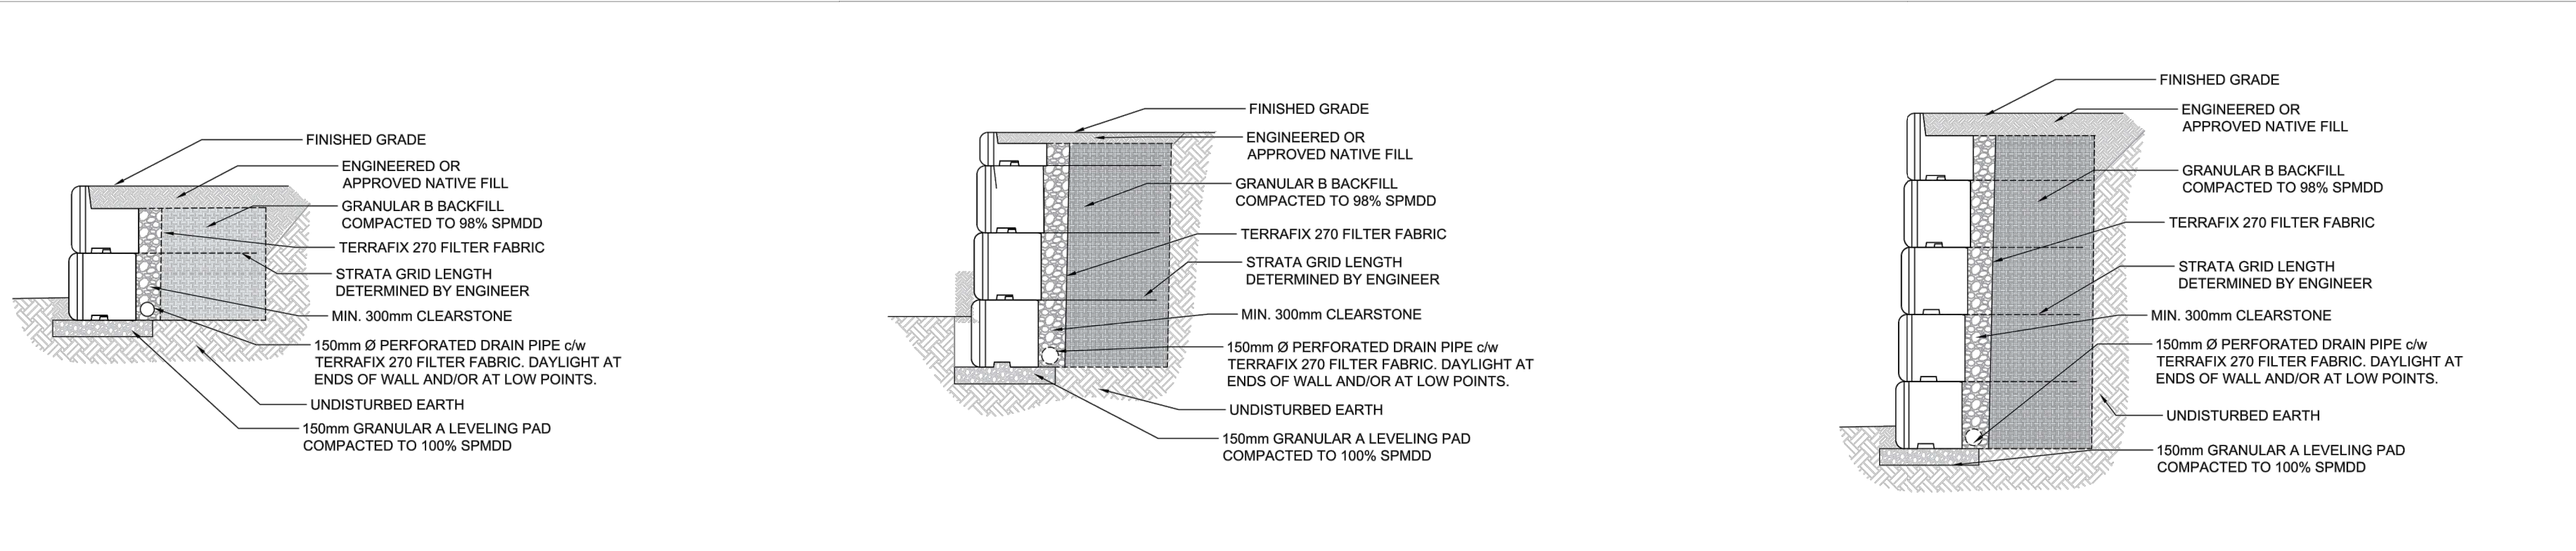 FINISHED GRADE
ENGINEERED OR
APPROVED NATIVE FILL
GRANULAR B BACKFILL
COMPACTED TO 98% SPMDD
TERRAFIX 270 FILTER FABRIC
STRATA GRID LENGTH
DETERMINED BY ENGINEER
MIN. 300mm CLEARSTONE
150mm Ø PERFORATED DRAIN PIPE c/w
TERRAFIX 270 FILTER FABRIC. DAYLIGHT AT
ENDS OF WALL AND/OR AT LOW POINTS.
UNDISTURBED EARTH
150mm GRANULAR A LEVELING PAD
COMPACTED TO 100% SPMDD
FINISHED GRADE
ENGINEERED OR
APPROVED NATIVE FILL
GRANULAR B BACKFILL
COMPACTED TO 98% SPMDD
TERRAFIX 270 FILTER FABRIC
STRATA GRID LENGTH
DETERMINED BY ENGINEER
MIN. 300mm CLEARSTONE
150mm Ø PERFORATED DRAIN PIPE c/w
TERRAFIX 270 FILTER FABRIC. DAYLIGHT AT
ENDS OF WALL AND/OR AT LOW POINTS.
UNDISTURBED EARTH
150mm GRANULAR A LEVELING PAD
COMPACTED TO 100% SPMDD
FINISHED GRADE
ENGINEERED OR
APPROVED NATIVE FILL
GRANULAR B BACKFILL
COMPACTED TO 98% SPMDD
TERRAFIX 270 FILTER FABRIC
STRATA GRID LENGTH
DETERMINED BY ENGINEER
MIN. 300mm CLEARSTONE
150mm Ø PERFORATED DRAIN PIPE c/w
TERRAFIX 270 FILTER FABRIC. DAYLIGHT AT
ENDS OF WALL AND/OR AT LOW POINTS.
UNDISTURBED EARTH
150mm GRANULAR A LEVELING PAD
COMPACTED TO 100% SPMDD